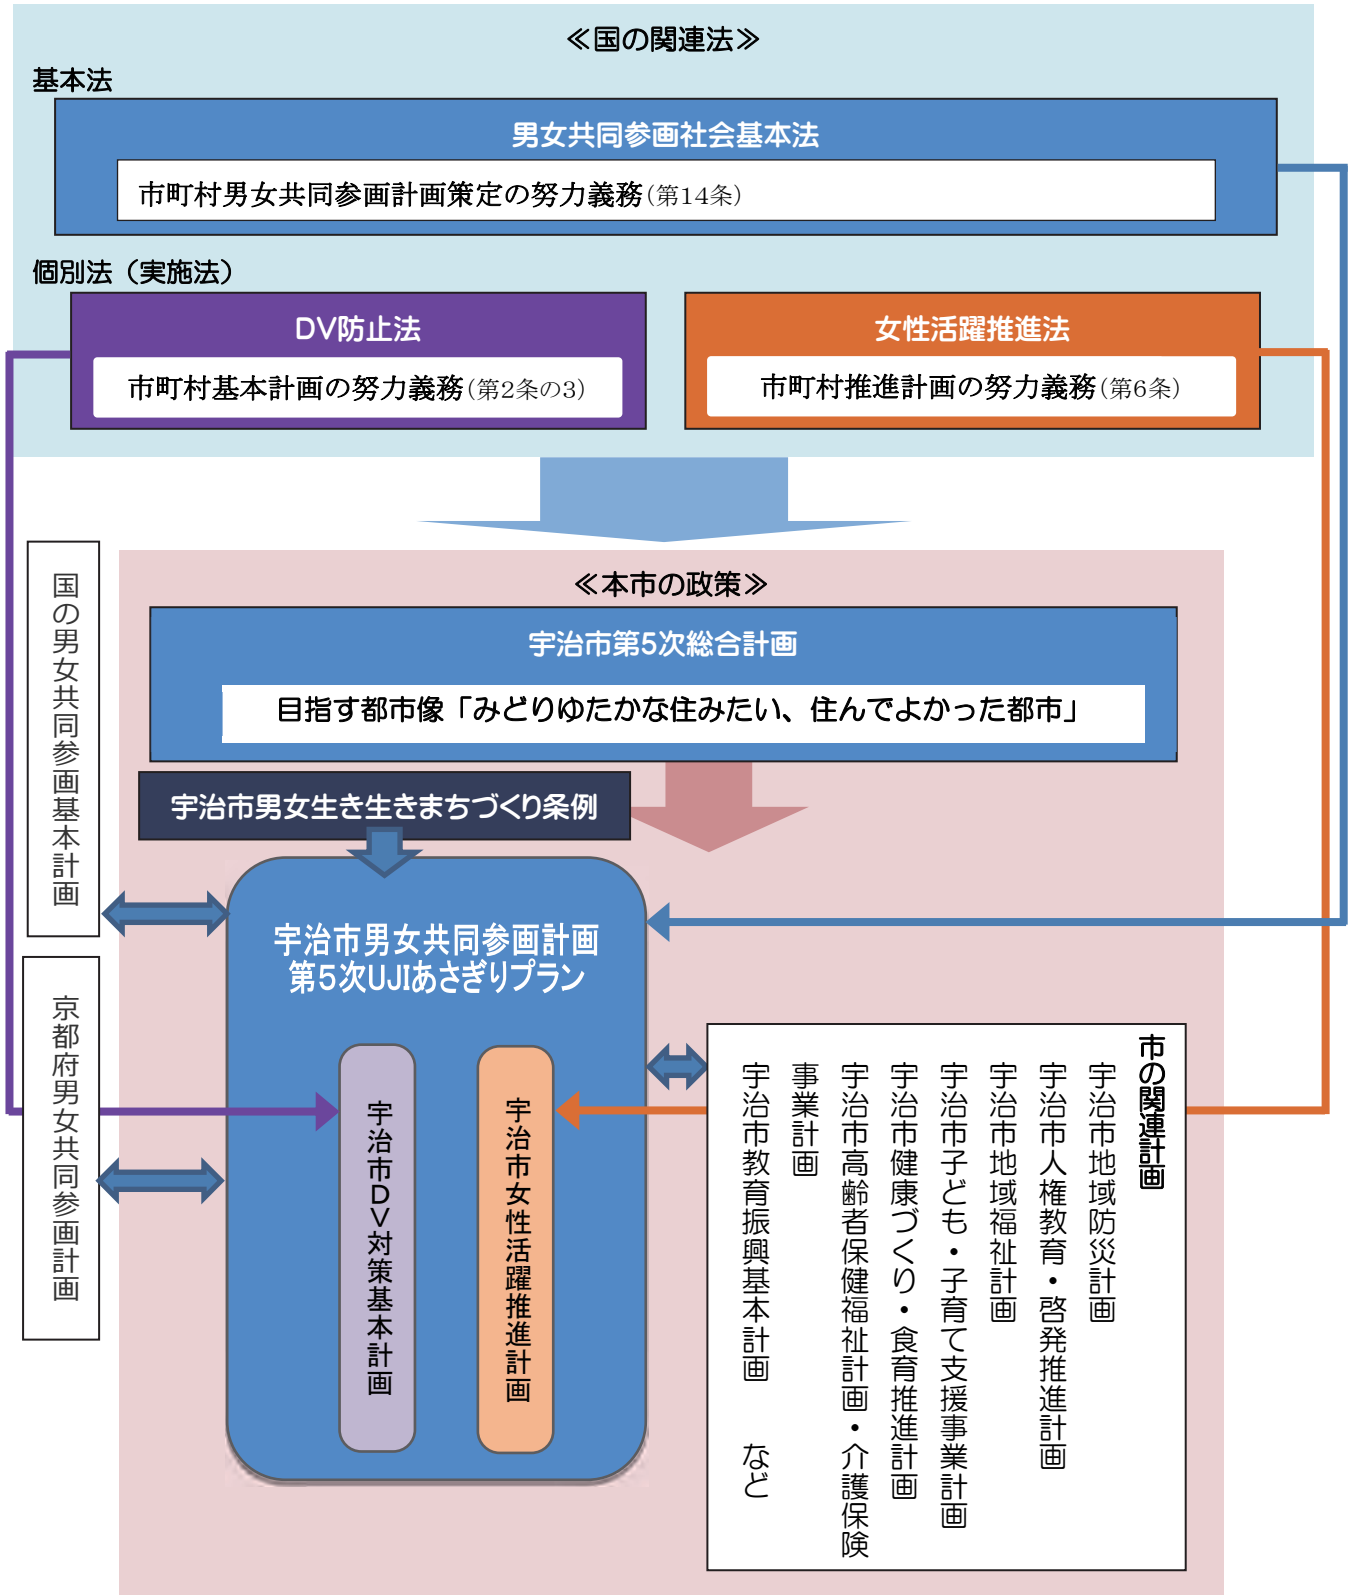 ≪国の関連法≫
基本法
男女共同参画社会基本法
市町村男女共同参画計画策定の努力義務(第14条)
個別法（実施法）
DV防止法
市町村基本計画の努力義務(第2条の3)
女性活躍推進法
市町村推進計画の努力義務(第6条)
国の男女共同参画基本計画
京都府男女共同参画計画
≪本市の政策≫
宇治市第5次総合計画
目指す都市像「みどりゆたかな住みたい、住んでよかった都市」
宇治市男女生き生きまちづくり条例
宇治市男女共同参画計画
第5次UJIあさぎりプラン
宇治市DV対策基本計画
宇治市女性活躍推進計画
市の関連計画
宇治市地域防災計画
宇治市人権教育・啓発推進計画
宇治市地域福祉計画
宇治市子ども・子育て支援事業計画
宇治市健康づくり・食育推進計画
宇治市高齢者保健福祉計画・介護保険
事業計画
宇治市教育振興基本計画　など